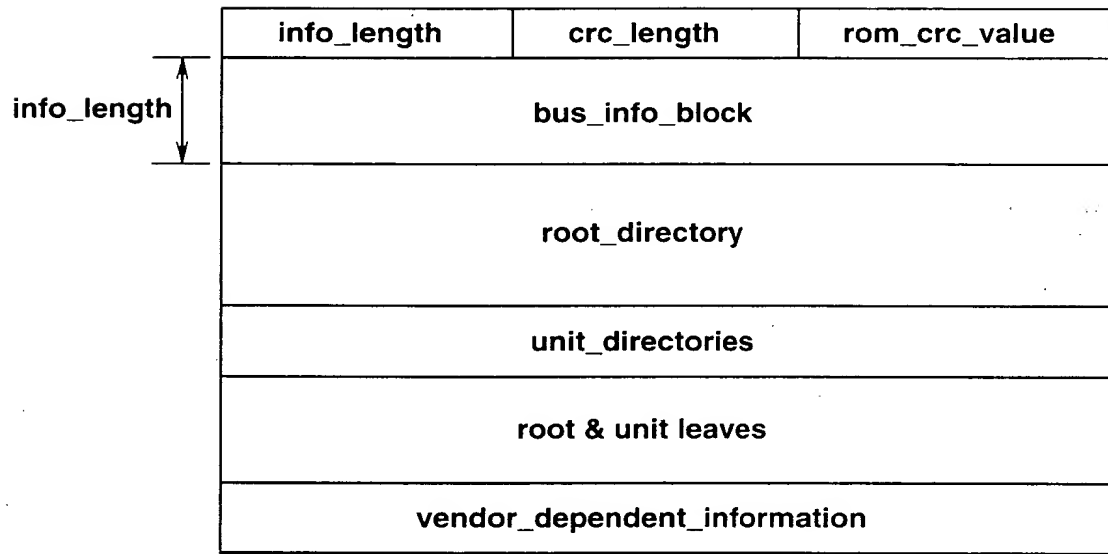 info_length crc_length rom_crc_value
info_length
bus_info_block
root_directory
unit_directories
root & unit leaves
vendor_dependent_information